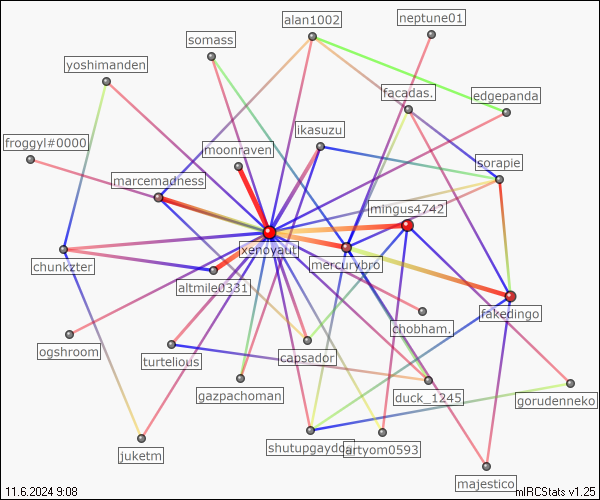 neptune01
alan1002
somass
yoshimanden
facadas.
edgepanda
ikasuzu
froggyl#0000
moonraven
sorapie
marcemadness
mingus4742
xenoyaut
mercurybro
chunkzter
altmile0331
fakedingo
chobham.
ogshroom
turtelious
capsador
gazpachoman
duck_1245
gorudenneko
shutupgaydog
artyom0593
juketm
majestico
11.6.2024 9:08
mIRCStats v1.25